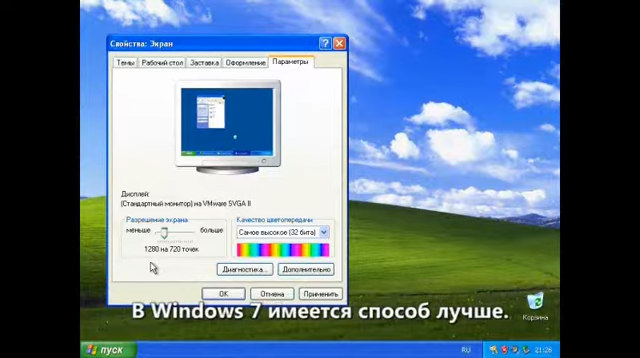 Свойства: Экран
Темы Рабочий стол Заставка Оформление Параметры
Дисплей:
(Стандартный монитор) на VMware SVGA II
Разрешение экрана
меньше больше
1280 на 720 точек
Качество цветопередачи
Самое высокое (32 бита)
Диагностика... Дополнительно
ОК Отмена Применить
В Windows 7 имеется способ лучше.
Корзина
пуск
RU 21:26